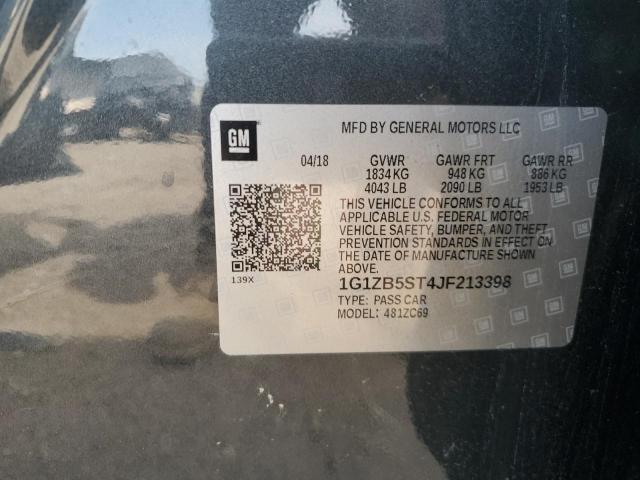 GM
MFD BY GENERAL MOTORS LLC
04/18 GVWR GAWR FRT GAWR RR
1834 KG 948 KG 886 KG
4043 LB 2090 LB 1953 LB
THIS VEHICLE CONFORMS TO ALL
APPLICABLE U.S. FEDERAL MOTOR
VEHICLE SAFETY, BUMPER, AND THEFT
PREVENTION STANDARDS IN EFFECT ON
THE DATE OF MANUFACTURE SHOWN
ABOVE.
139X
1G1ZB5ST4JF213398
TYPE: PASS CAR
MODEL: 481ZC69